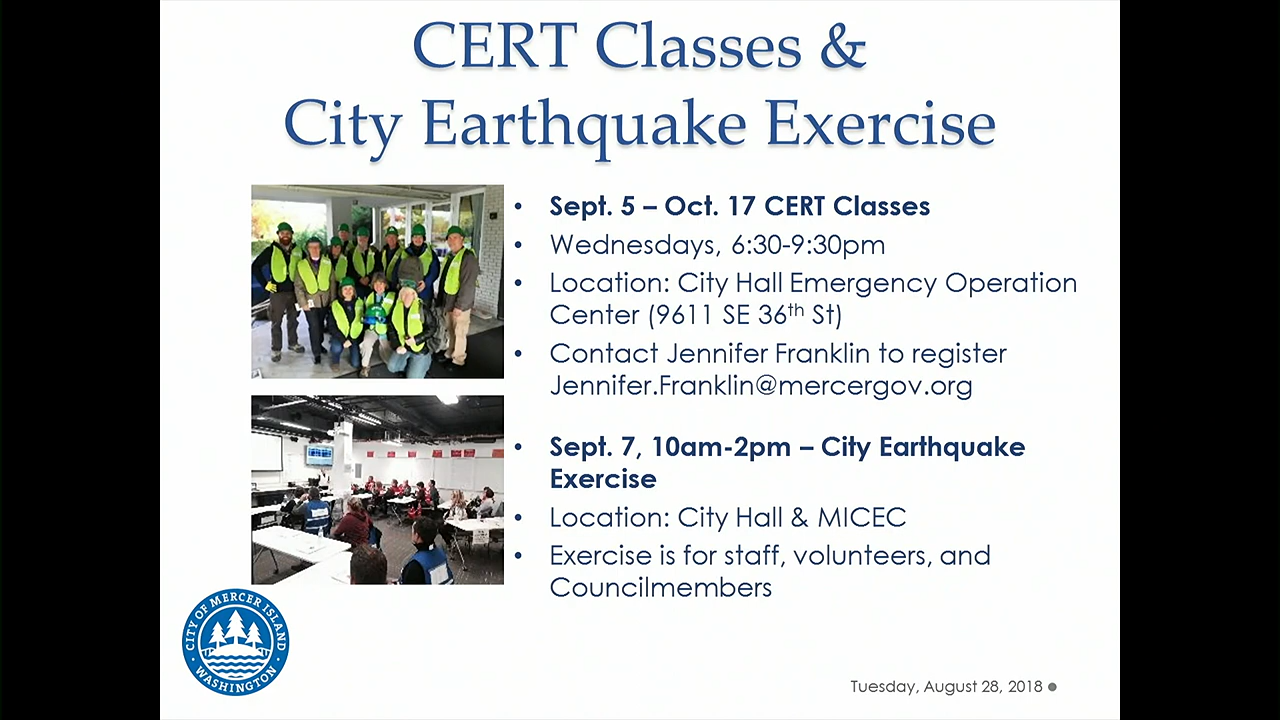 CERT Classes &
City Earthquake Exercise
• Sept. 5 – Oct. 17 CERT Classes
• Wednesdays, 6:30-9:30pm
• Location: City Hall Emergency Operation
Center (9611 SE 36th St)
• Contact Jennifer Franklin to register
Jennifer.Franklin@mercergov.org
• Sept. 7, 10am-2pm – City Earthquake
Exercise
• Location: City Hall & MICEC
• Exercise is for staff, volunteers, and
Councilmembers
CITY OF MERCER ISLAND
WASHINGTON
Tuesday, August 28, 2018